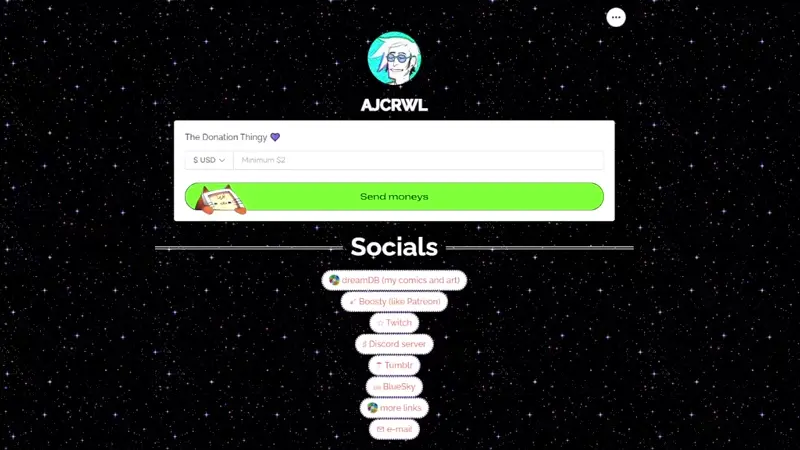 AJCRWL
The Donation Thingy 💜
$ USD
Send moneys
Socials
dreamDB (my comics and art)
Boosty (like Patreon)
Twitch
Discord server
Tumblr
BlueSky
more links
e-mail